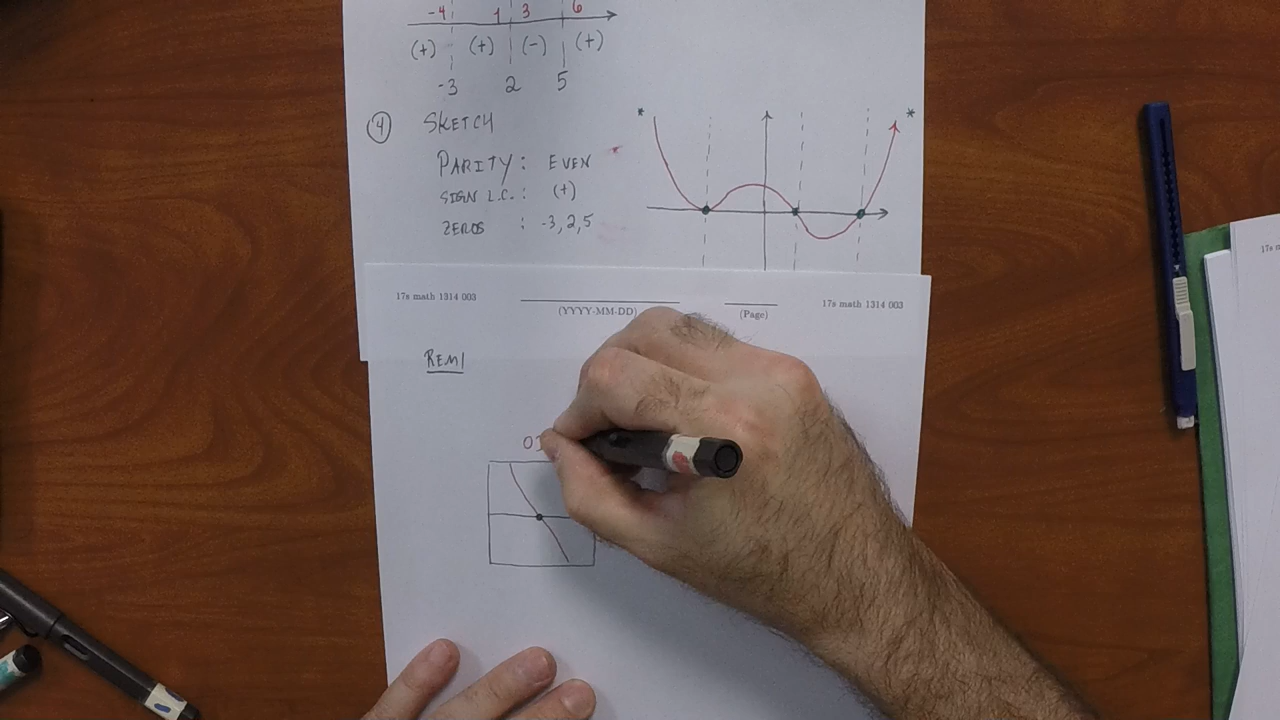 -4 1 3 6
(+) (+) (-) (+)
-3 2 5
4 SKETCH
* *
PARITY : EVEN
SIGN L.C. : (+)
ZEROS : -3, 2, 5
17s math 1314 003 (YYYY-MM-DD) (Page) 17s math 1314 003
REM1
17s m